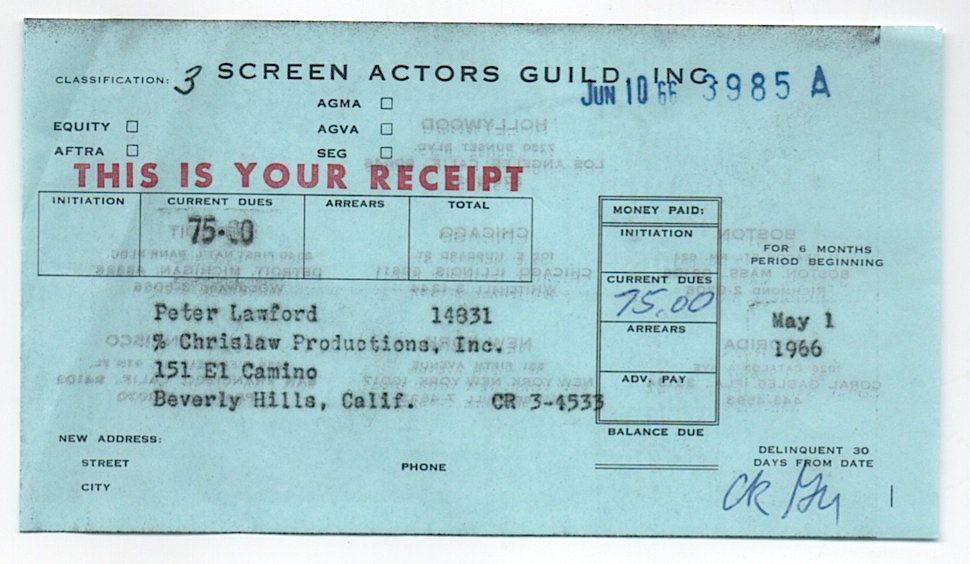 CLASSIFICATION: 3 SCREEN ACTORS GUILD, INC.
JUN 10 66 3985 A
AGMA
EQUITY AGVA
AFTRA SEG
THIS IS YOUR RECEIPT
INITIATION CURRENT DUES ARREARS TOTAL
75.00
MONEY PAID:
INITIATION
CURRENT DUES
75.00
ARREARS
ADV. PAY
BALANCE DUE
FOR 6 MONTHS
PERIOD BEGINNING
May 1
1966
Peter Lawford 14831
% Chrislaw Productions, Inc.
151 El Camino
Beverly Hills, Calif. CR 3-4533
NEW ADDRESS:
STREET PHONE
CITY
DELINQUENT 30
DAYS FROM DATE
Ck